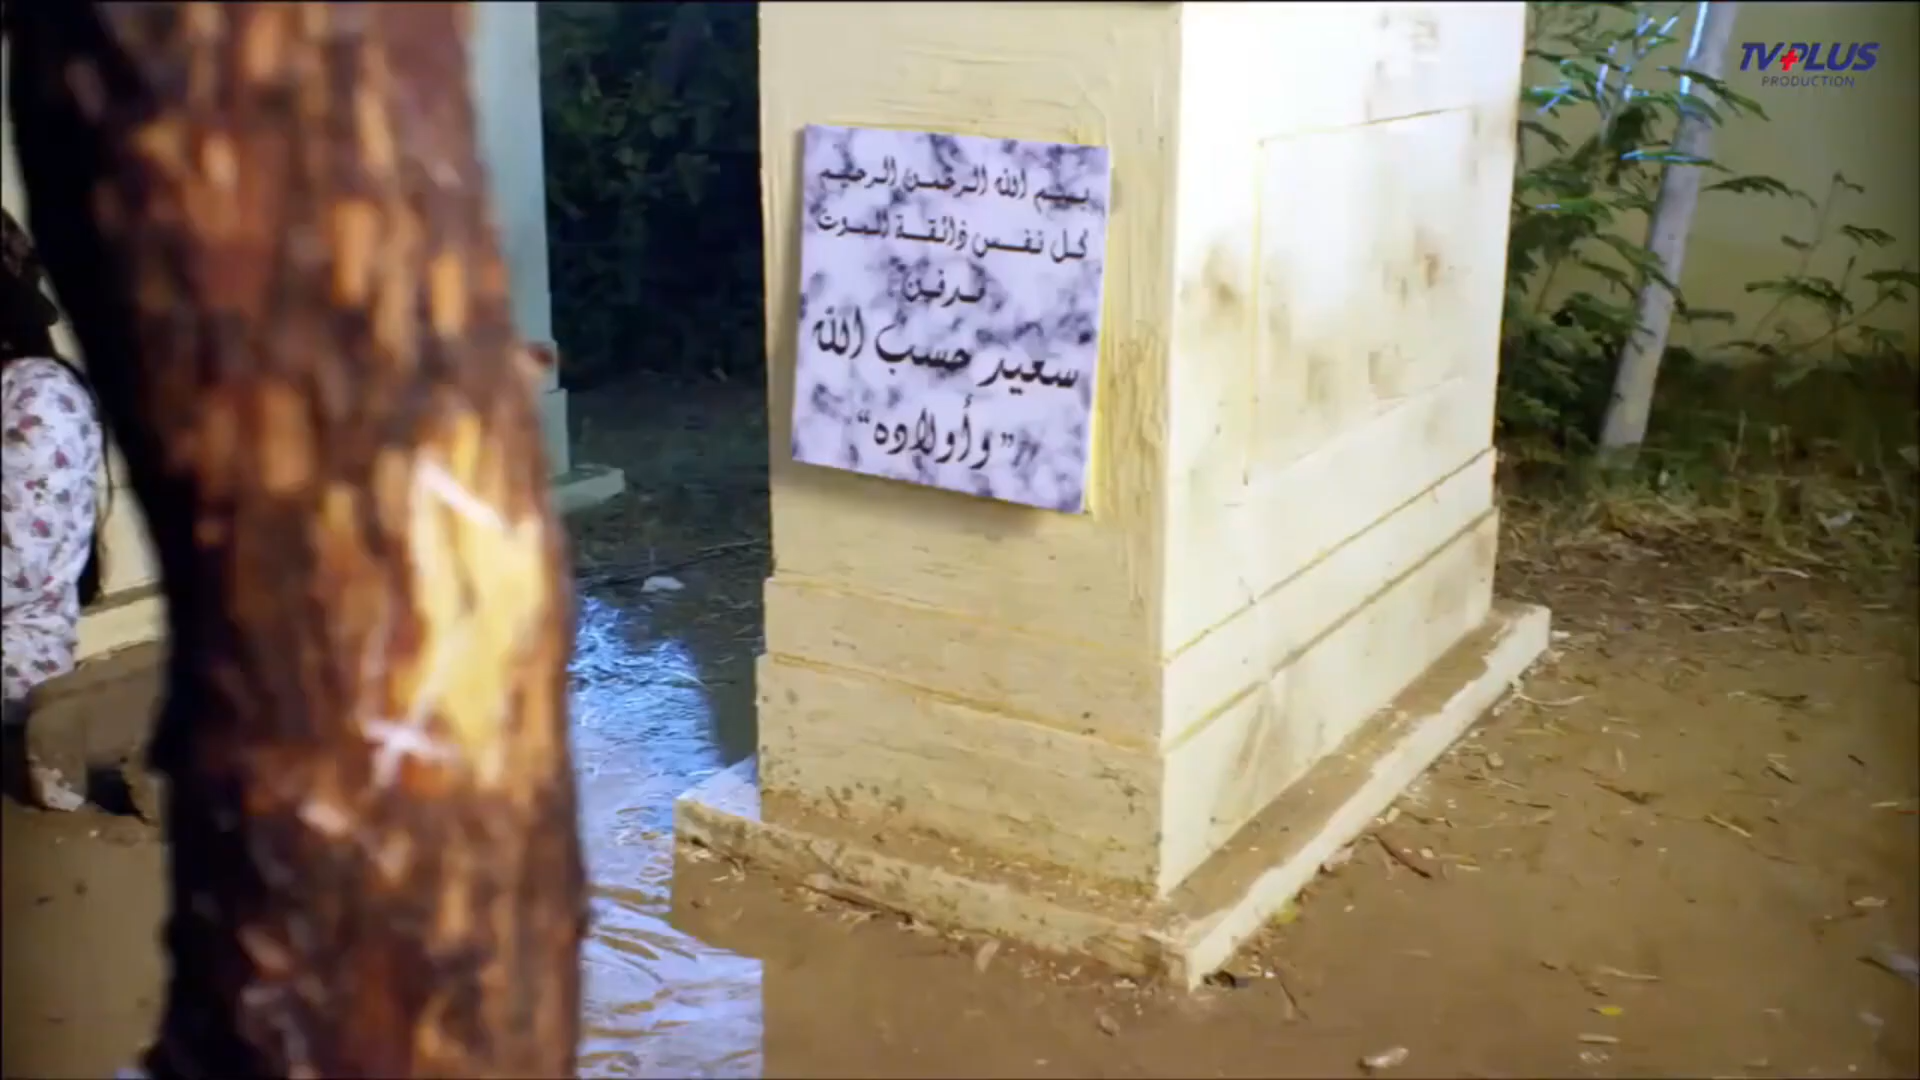 TV+PLUS
PRODUCTION
بسم الله الرحمن الرحيم
كل نفس ذائقة الموت
مدفن
سعيد حسب الله
"وأولاده"